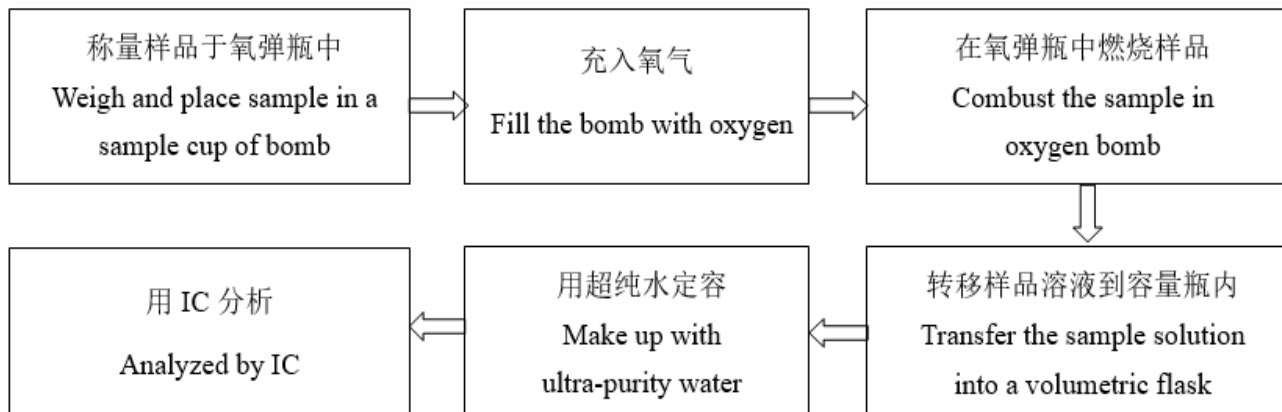 称量样品于氧弹瓶中
Weigh and place sample in a
sample cup of bomb
充入氧气
Fill the bomb with oxygen
在氧弹瓶中燃烧样品
Combust the sample in
oxygen bomb
转移样品溶液到容量瓶内
Transfer the sample solution
into a volumetric flask
用超纯水定容
Make up with
ultra-purity water
用 IC 分析
Analyzed by IC